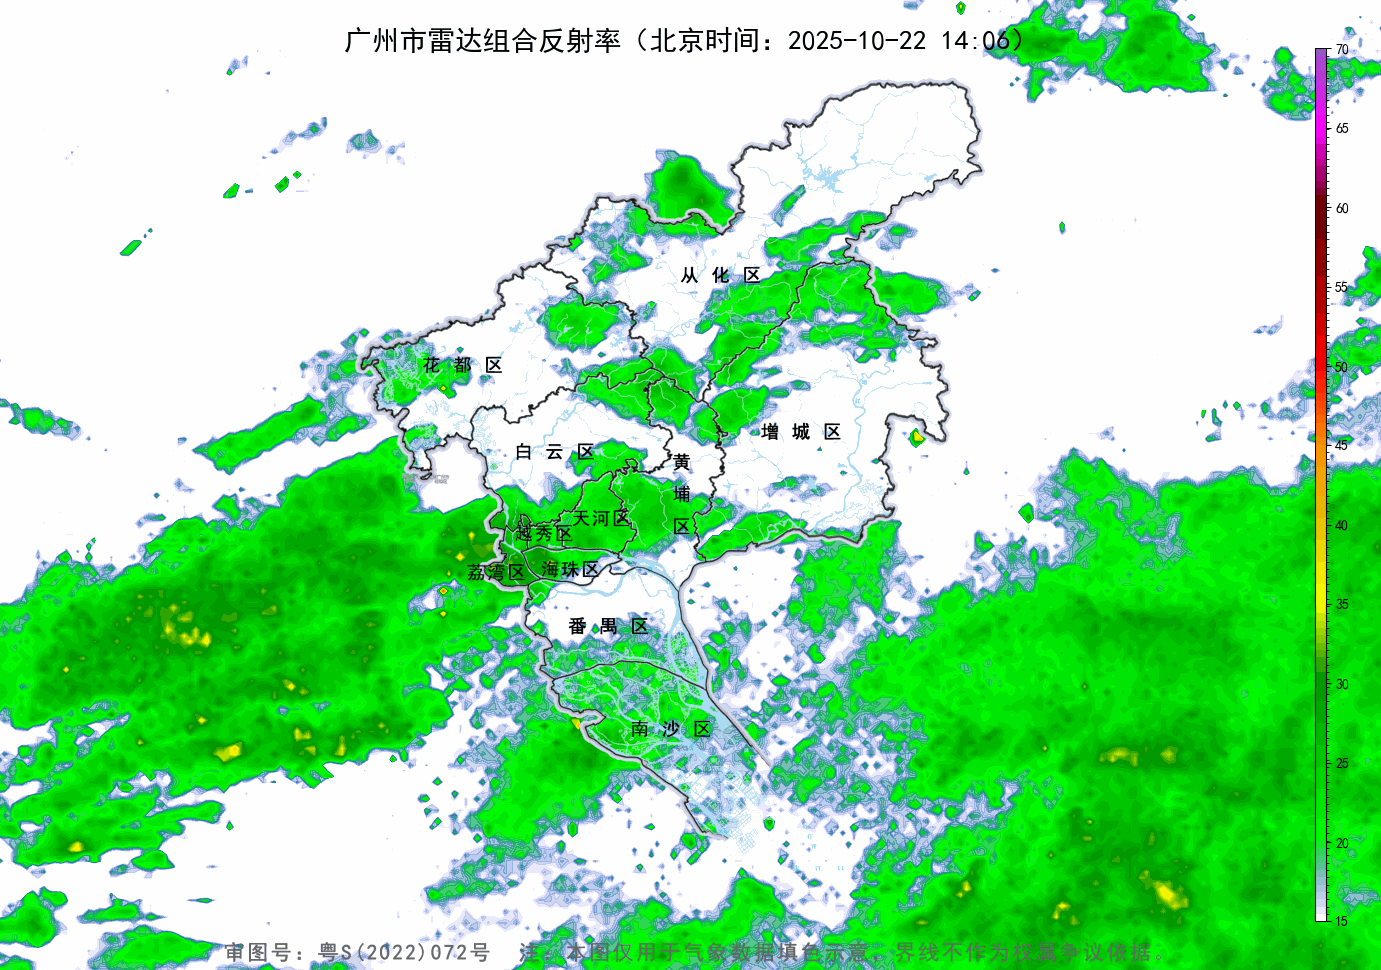 广州市雷达组合反射率（北京时间：2025-10-22 14:06）
70
65
60
55
50
45
40
35
30
25
20
15
从化区
花都区
增城区
白云区
黄埔区
天河区
越秀区
海珠区
荔湾区
番禺区
南沙区
审图号：粤S(2022)072号 注：本图仅用于气象数据填色示意，界线不作为权属争议依据。